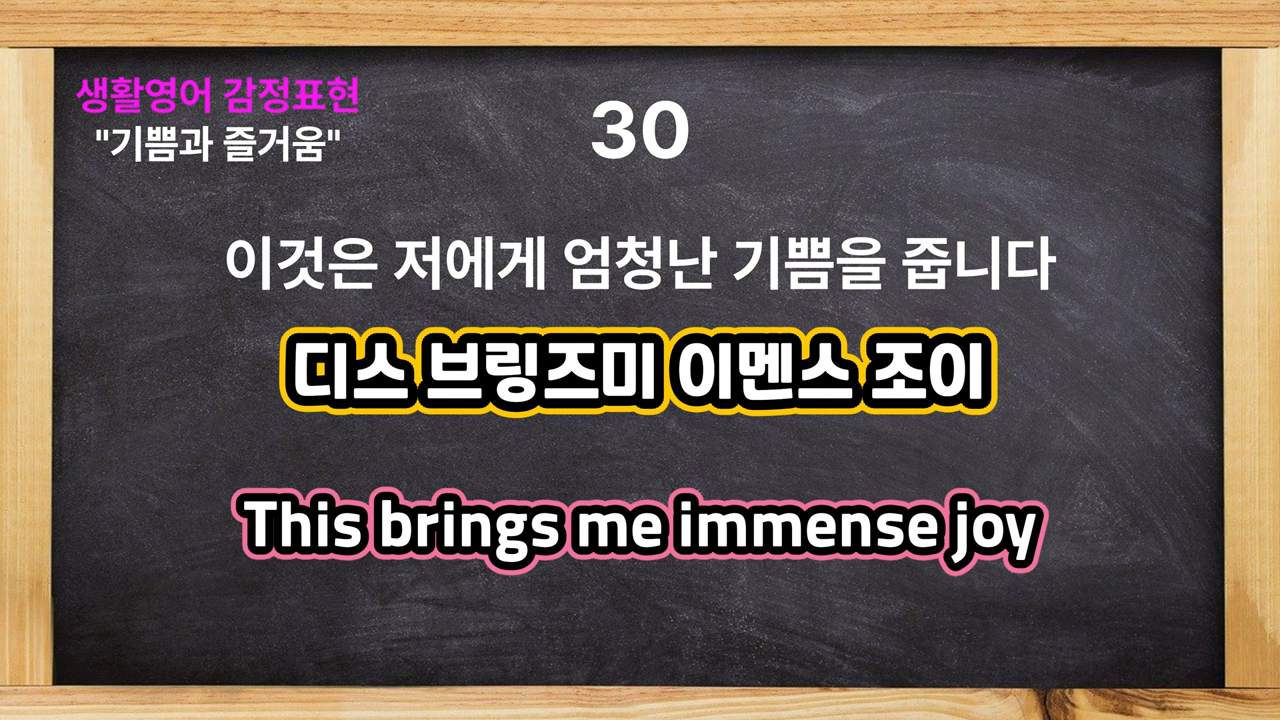 생활영어 감정표현
"기쁨과 즐거움"
30
이것은 저에게 엄청난 기쁨을 줍니다
디스 브링즈미 이멘스 조이
This brings me immense joy